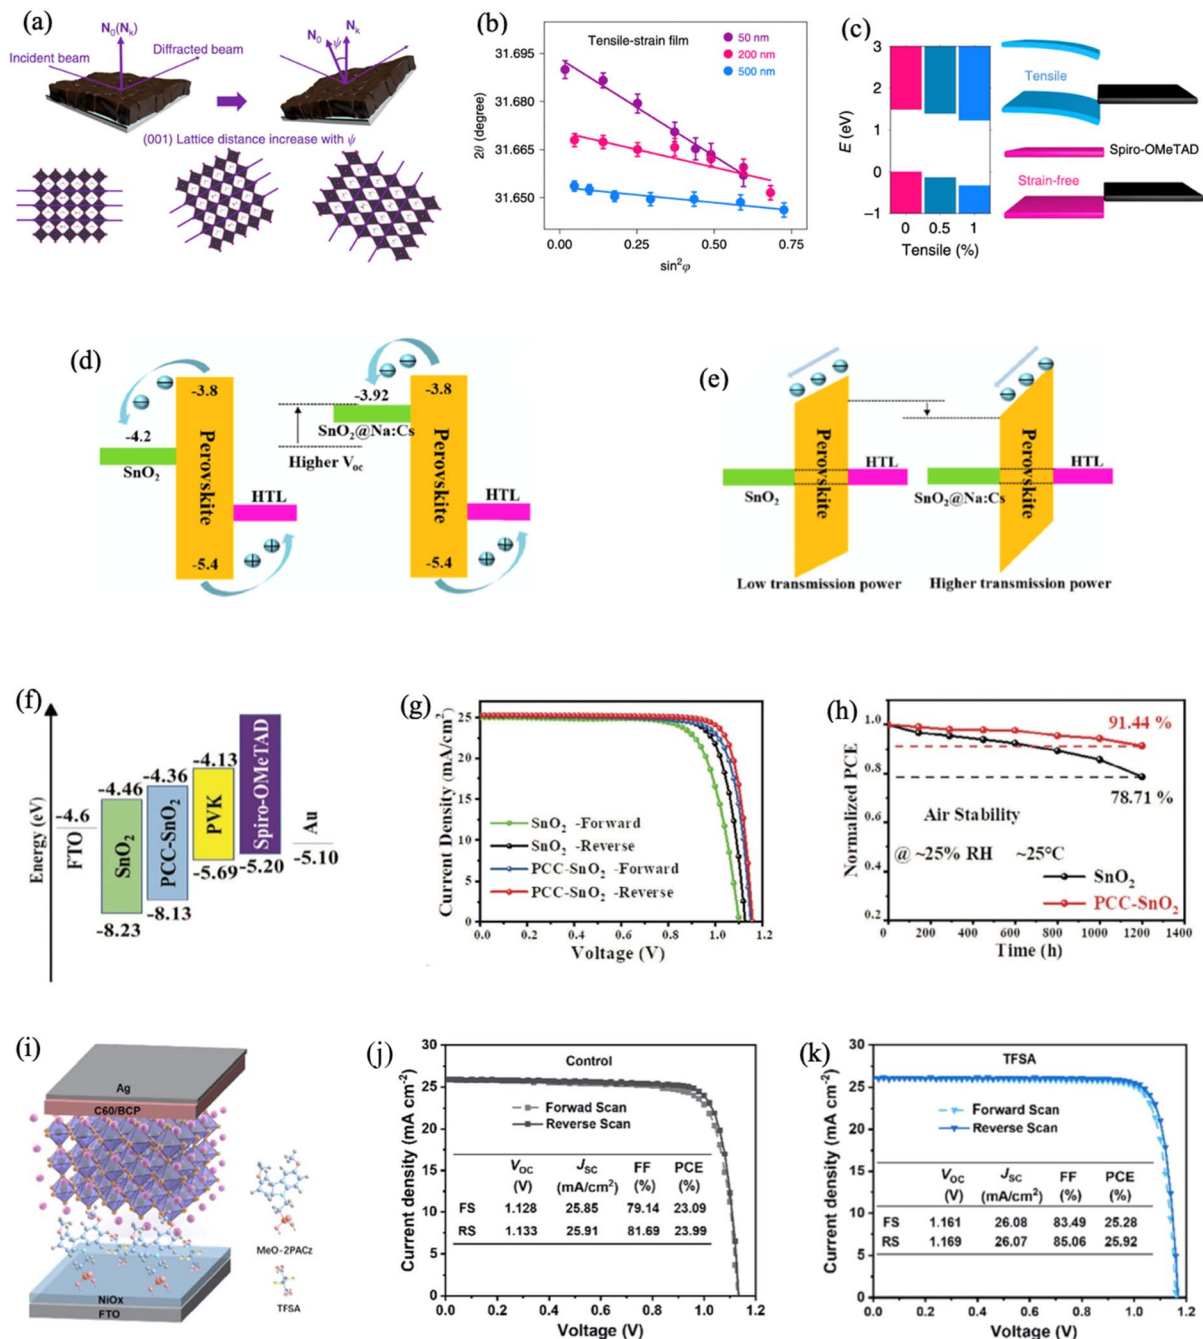 (a)
N₀(Nₖ)
Incident beam
Diffracted beam
N₀
ψ
Nₖ
(001) Lattice distance increase with ψ
(b)
Tensile-strain film
50 nm
200 nm
500 nm
2θ (degree)
31.695
31.680
31.665
31.650
0.00 0.25 0.50 0.75
sin²φ
(c)
E (eV)
3
2
1
0
−1
0 0.5 1
Tensile (%)
Tensile
Spiro-OMeTAD
Strain-free
(d)
-3.8
-4.2
SnO₂
Perovskite
HTL
-5.4
-3.92
SnO₂@Na:Cs
Higher Voc
-3.8
Perovskite
HTL
-5.4
(e)
SnO₂
Perovskite
HTL
Low transmission power
SnO₂@Na:Cs
Perovskite
HTL
Higher transmission power
(f)
Energy (eV)
-4.6
FTO
-4.46
SnO₂
-8.23
-4.36
PCC-SnO₂
-8.13
-4.13
PVK
-5.69
Spiro-OMeTAD
-5.20
Au
-5.10
(g)
Current Density (mA/cm²)
25
20
15
10
5
0
SnO₂ -Forward
SnO₂ -Reverse
PCC-SnO₂ -Forward
PCC-SnO₂ -Reverse
0.0 0.2 0.4 0.6 0.8 1.0 1.2
Voltage (V)
(h)
Normalized PCE
1.0
0.8
0.6
0.4
0.2
91.44 %
78.71 %
Air Stability
@ ~25% RH ~25°C
SnO₂
PCC-SnO₂
0 200 400 600 800 1000 1200 1400
Time (h)
(i)
Ag
C60/BCP
NiOx
FTO
MeO-2PACz
TFSA
(j)
Control
Current density (mA cm⁻²)
30
25
20
15
10
5
0
Forwad Scan
Reverse Scan
VOC (V) JSC (mA/cm²) FF (%) PCE (%)
FS 1.128 25.85 79.14 23.09
RS 1.133 25.91 81.69 23.99
0.0 0.2 0.4 0.6 0.8 1.0 1.2
Voltage (V)
(k)
TFSA
Current density (mA cm⁻²)
30
25
20
15
10
5
0
Forward Scan
Reverse Scan
VOC (V) JSC (mA/cm²) FF (%) PCE (%)
FS 1.161 26.08 83.49 25.28
RS 1.169 26.07 85.06 25.92
0.0 0.2 0.4 0.6 0.8 1.0 1.2
Voltage (V)